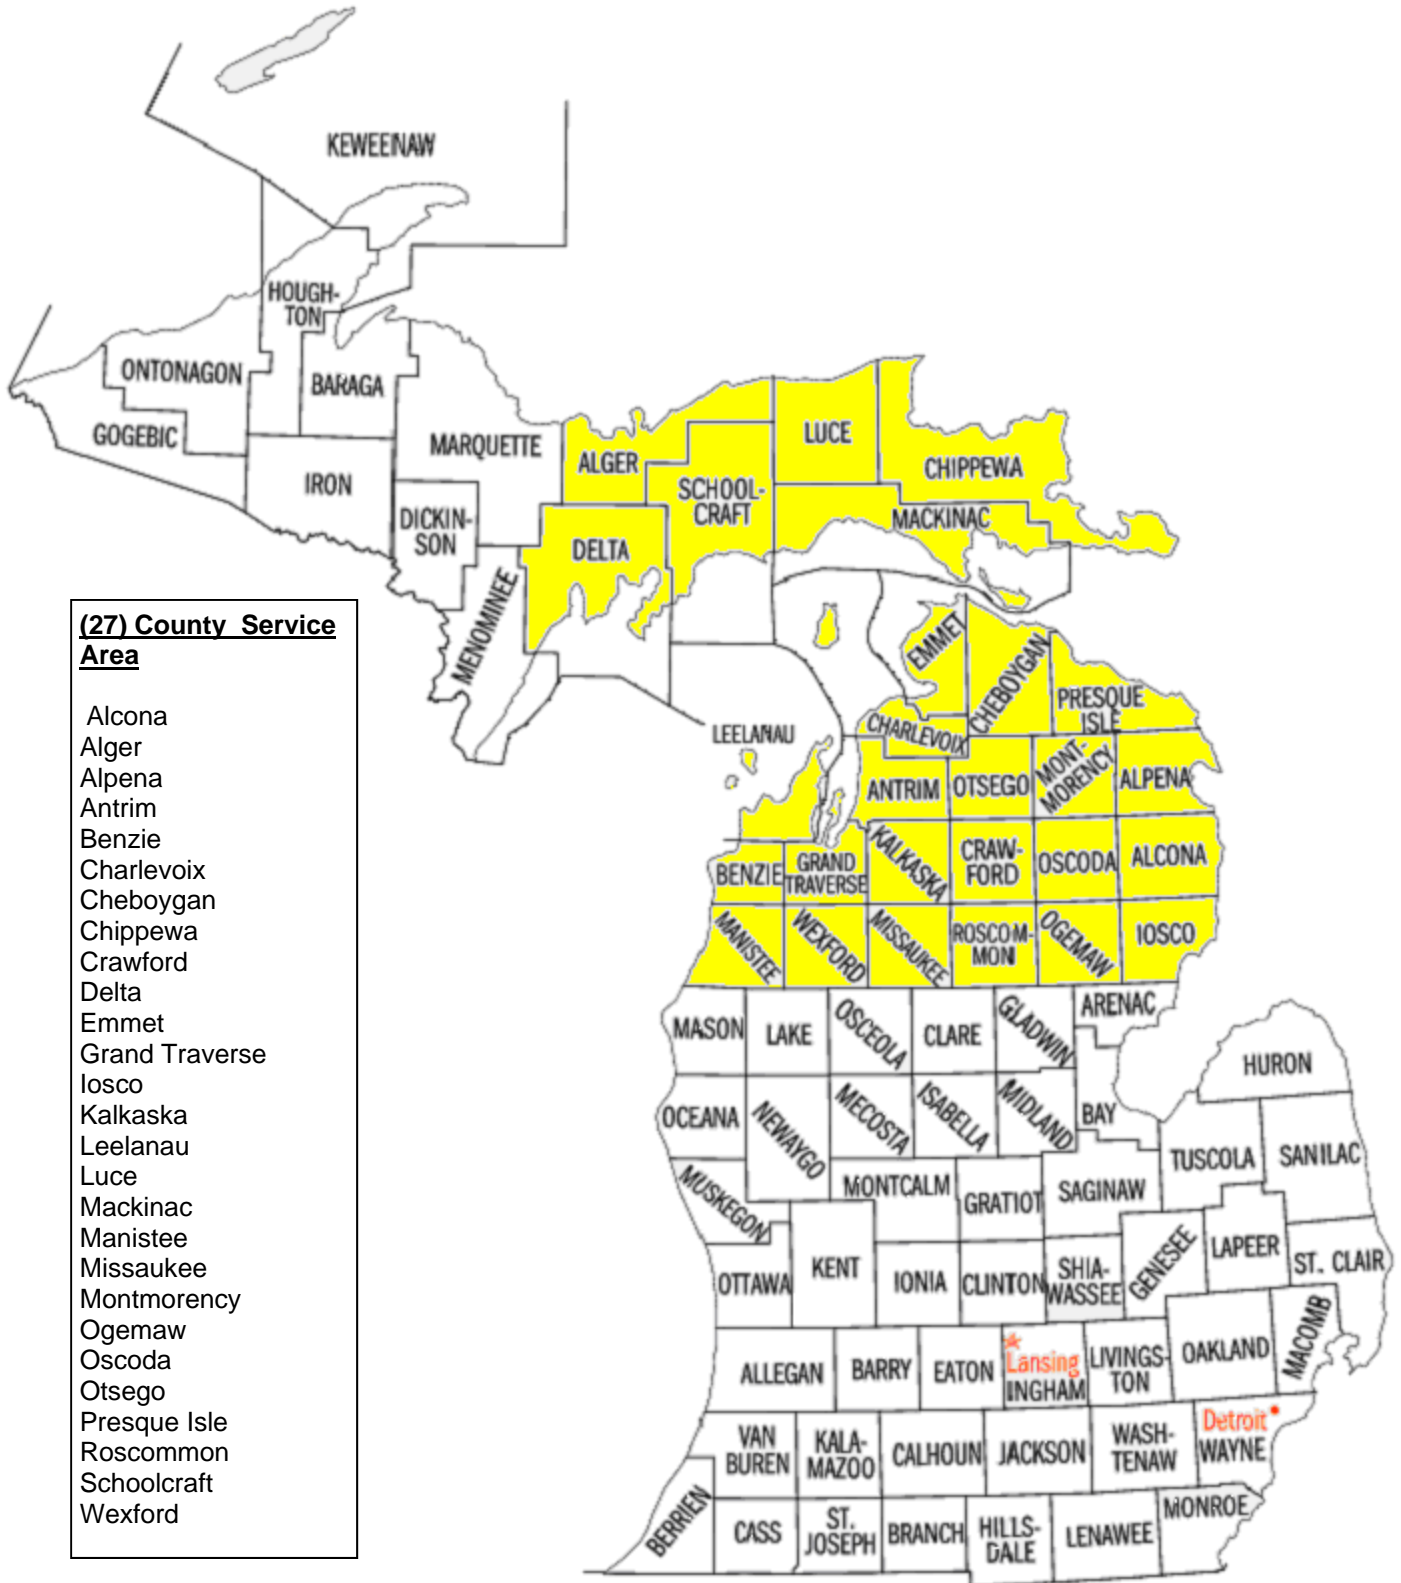 KEWEENAW
HOUGH-
TON
ONTONAGON
BARAGA
GOGEBIC
MARQUETTE
IRON
DICKIN-
SON
MENOMINEE
ALGER
SCHOOL-
CRAFT
LUCE
CHIPPEWA
MACKINAC
DELTA
(27) County Service
Area
Alcona
Alger
Alpena
Antrim
Benzie
Charlevoix
Cheboygan
Chippewa
Crawford
Delta
Emmet
Grand Traverse
Iosco
Kalkaska
Leelanau
Luce
Mackinac
Manistee
Missaukee
Montmorency
Ogemaw
Oscoda
Otsego
Presque Isle
Roscommon
Schoolcraft
Wexford
EMMET
CHEBOYGAN
PRESQUE
ISLE
LEELANAU
CHARLEVOIX
ANTRIM
OTSEGO
MONT-
MORENCY
ALPENA
BENZIE
GRAND
TRAVERSE
KALKASKA
CRAW-
FORD
OSCODA
ALCONA
MANISTEE
WEXFORD
MISSAUKEE
ROSCOM-
MON
OGEMAW
IOSCO
MASON
LAKE
OSCEOLA
CLARE
GLADWIN
ARENAC
HURON
OCEANA
NEWAYGO
MECOSTA
ISABELLA
MIDLAND
BAY
TUSCOLA
SANILAC
MUSKEGON
MONTCALM
GRATIOT
SAGINAW
GENESEE
LAPEER
ST. CLAIR
OTTAWA
KENT
IONIA
CLINTON
SHIA-
WASSEE
ALLEGAN
BARRY
EATON
Lansing
INGHAM
LIVINGS-
TON
OAKLAND
MACOMB
VAN
BUREN
KALA-
MAZOO
CALHOUN
JACKSON
WASH-
TENAW
Detroit
WAYNE
BERRIEN
CASS
ST.
JOSEPH
BRANCH
HILLS-
DALE
LENAWEE
MONROE